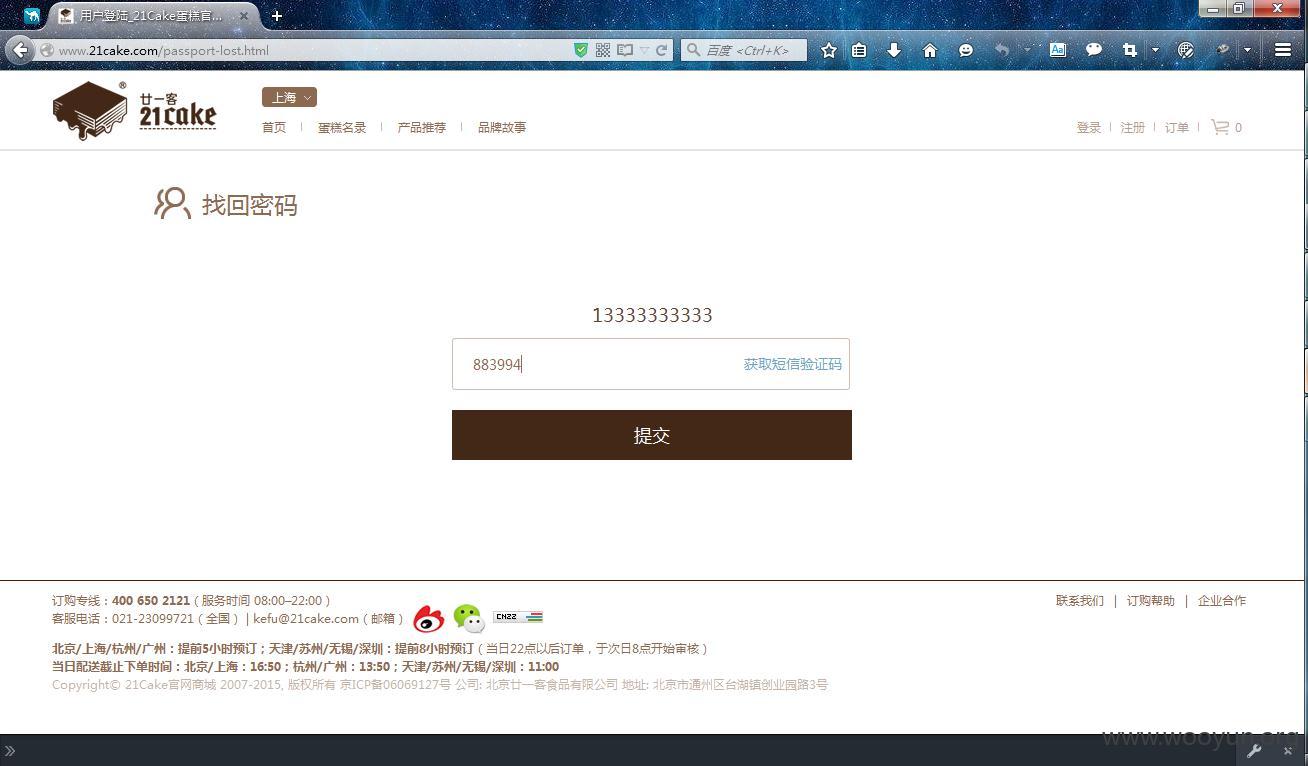 用户登陆_21Cake蛋糕官...
www.21cake.com/passport-lost.html
百度 <Ctrl+K>
廿一客
21cake
上海
首页 蛋糕名录 产品推荐 品牌故事
登录 注册 订单 0
找回密码
13333333333
883994 获取短信验证码
提交
订购专线：400 650 2121（服务时间 08:00–22:00）
联系我们 | 订购帮助 | 企业合作
客服电话：021-23099721（全国）| kefu@21cake.com（邮箱）
CNZZ
北京/上海/杭州/广州：提前5小时预订；天津/苏州/无锡/深圳：提前8小时预订（当日22点以后订单，于次日8点开始审核）
当日配送截止下单时间：北京/上海：16:50；杭州/广州：13:50；天津/苏州/无锡/深圳：11:00
Copyright© 21Cake官网商城 2007-2015, 版权所有 京ICP备06069127号 公司: 北京廿一客食品有限公司 地址: 北京市通州区台湖镇创业园路3号
www.wooyun.org